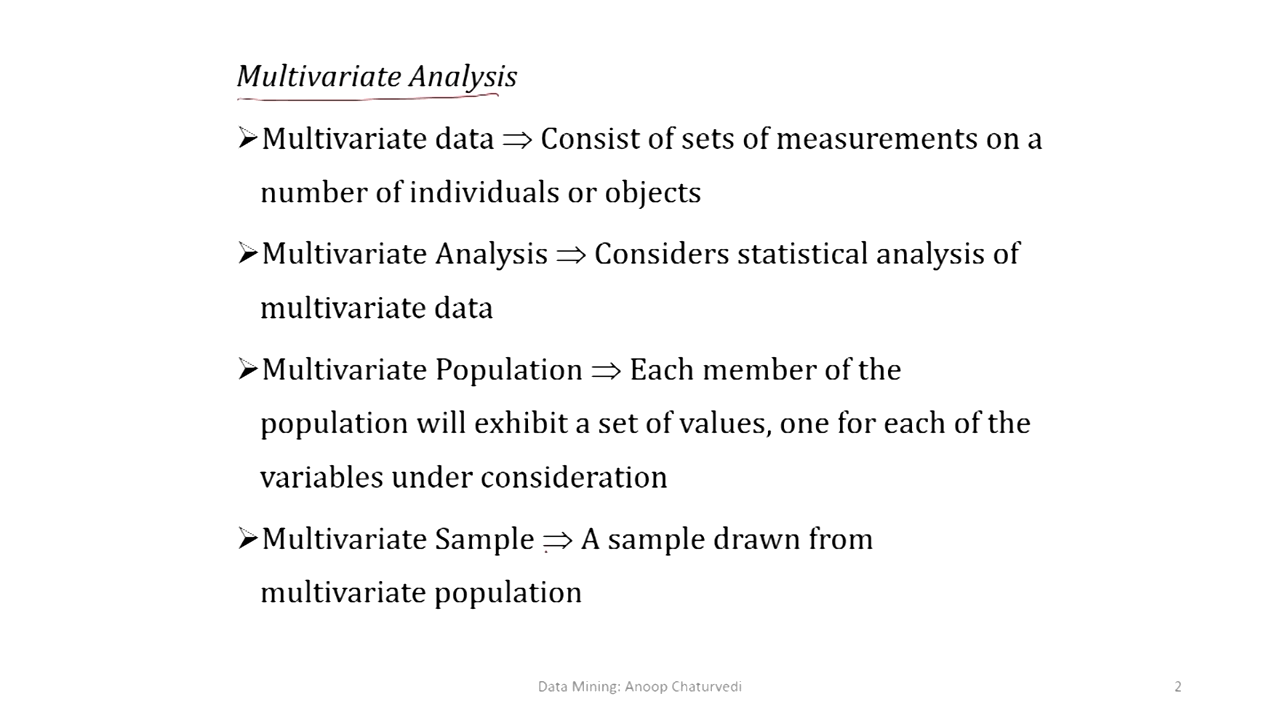 Multivariate Analysis
➢Multivariate data ⟹ Consist of sets of measurements on a
number of individuals or objects
➢Multivariate Analysis ⟹ Considers statistical analysis of
multivariate data
➢Multivariate Population ⟹ Each member of the
population will exhibit a set of values, one for each of the
variables under consideration
➢Multivariate Sample ⟹ A sample drawn from
multivariate population
Data Mining: Anoop Chaturvedi
2